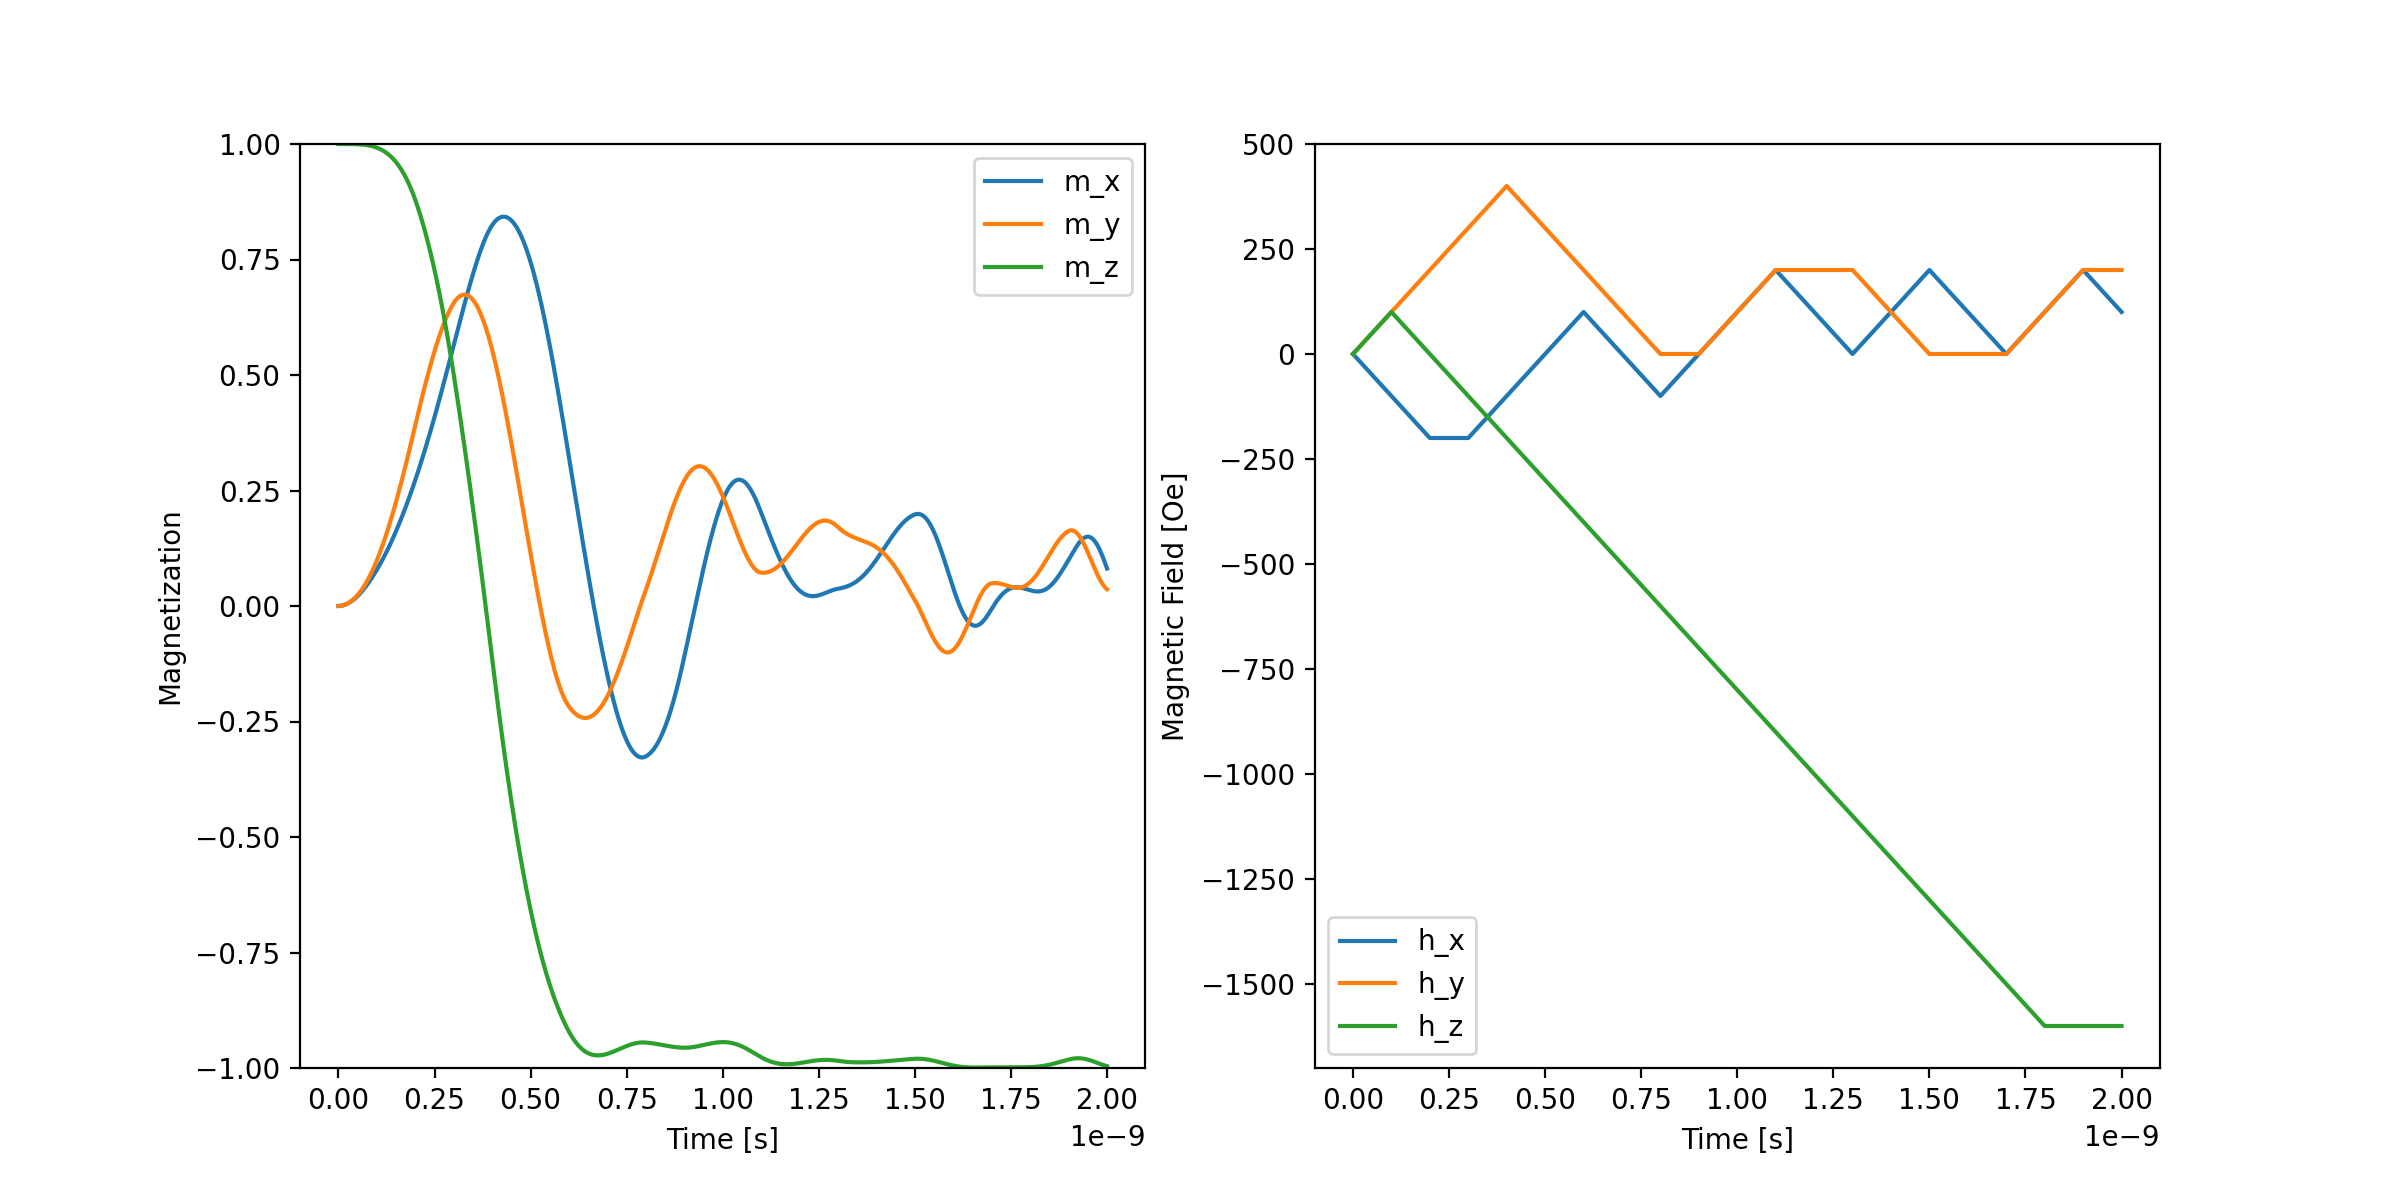 1.00
0.75
0.50
0.25
0.00
−0.25
−0.50
−0.75
−1.00
Magnetization
m_x
m_y
m_z
0.00 0.25 0.50 0.75 1.00 1.25 1.50 1.75 2.00
Time [s]
1e−9
500
250
0
−250
−500
−750
−1000
−1250
−1500
Magnetic Field [Oe]
h_x
h_y
h_z
0.00 0.25 0.50 0.75 1.00 1.25 1.50 1.75 2.00
Time [s]
1e−9